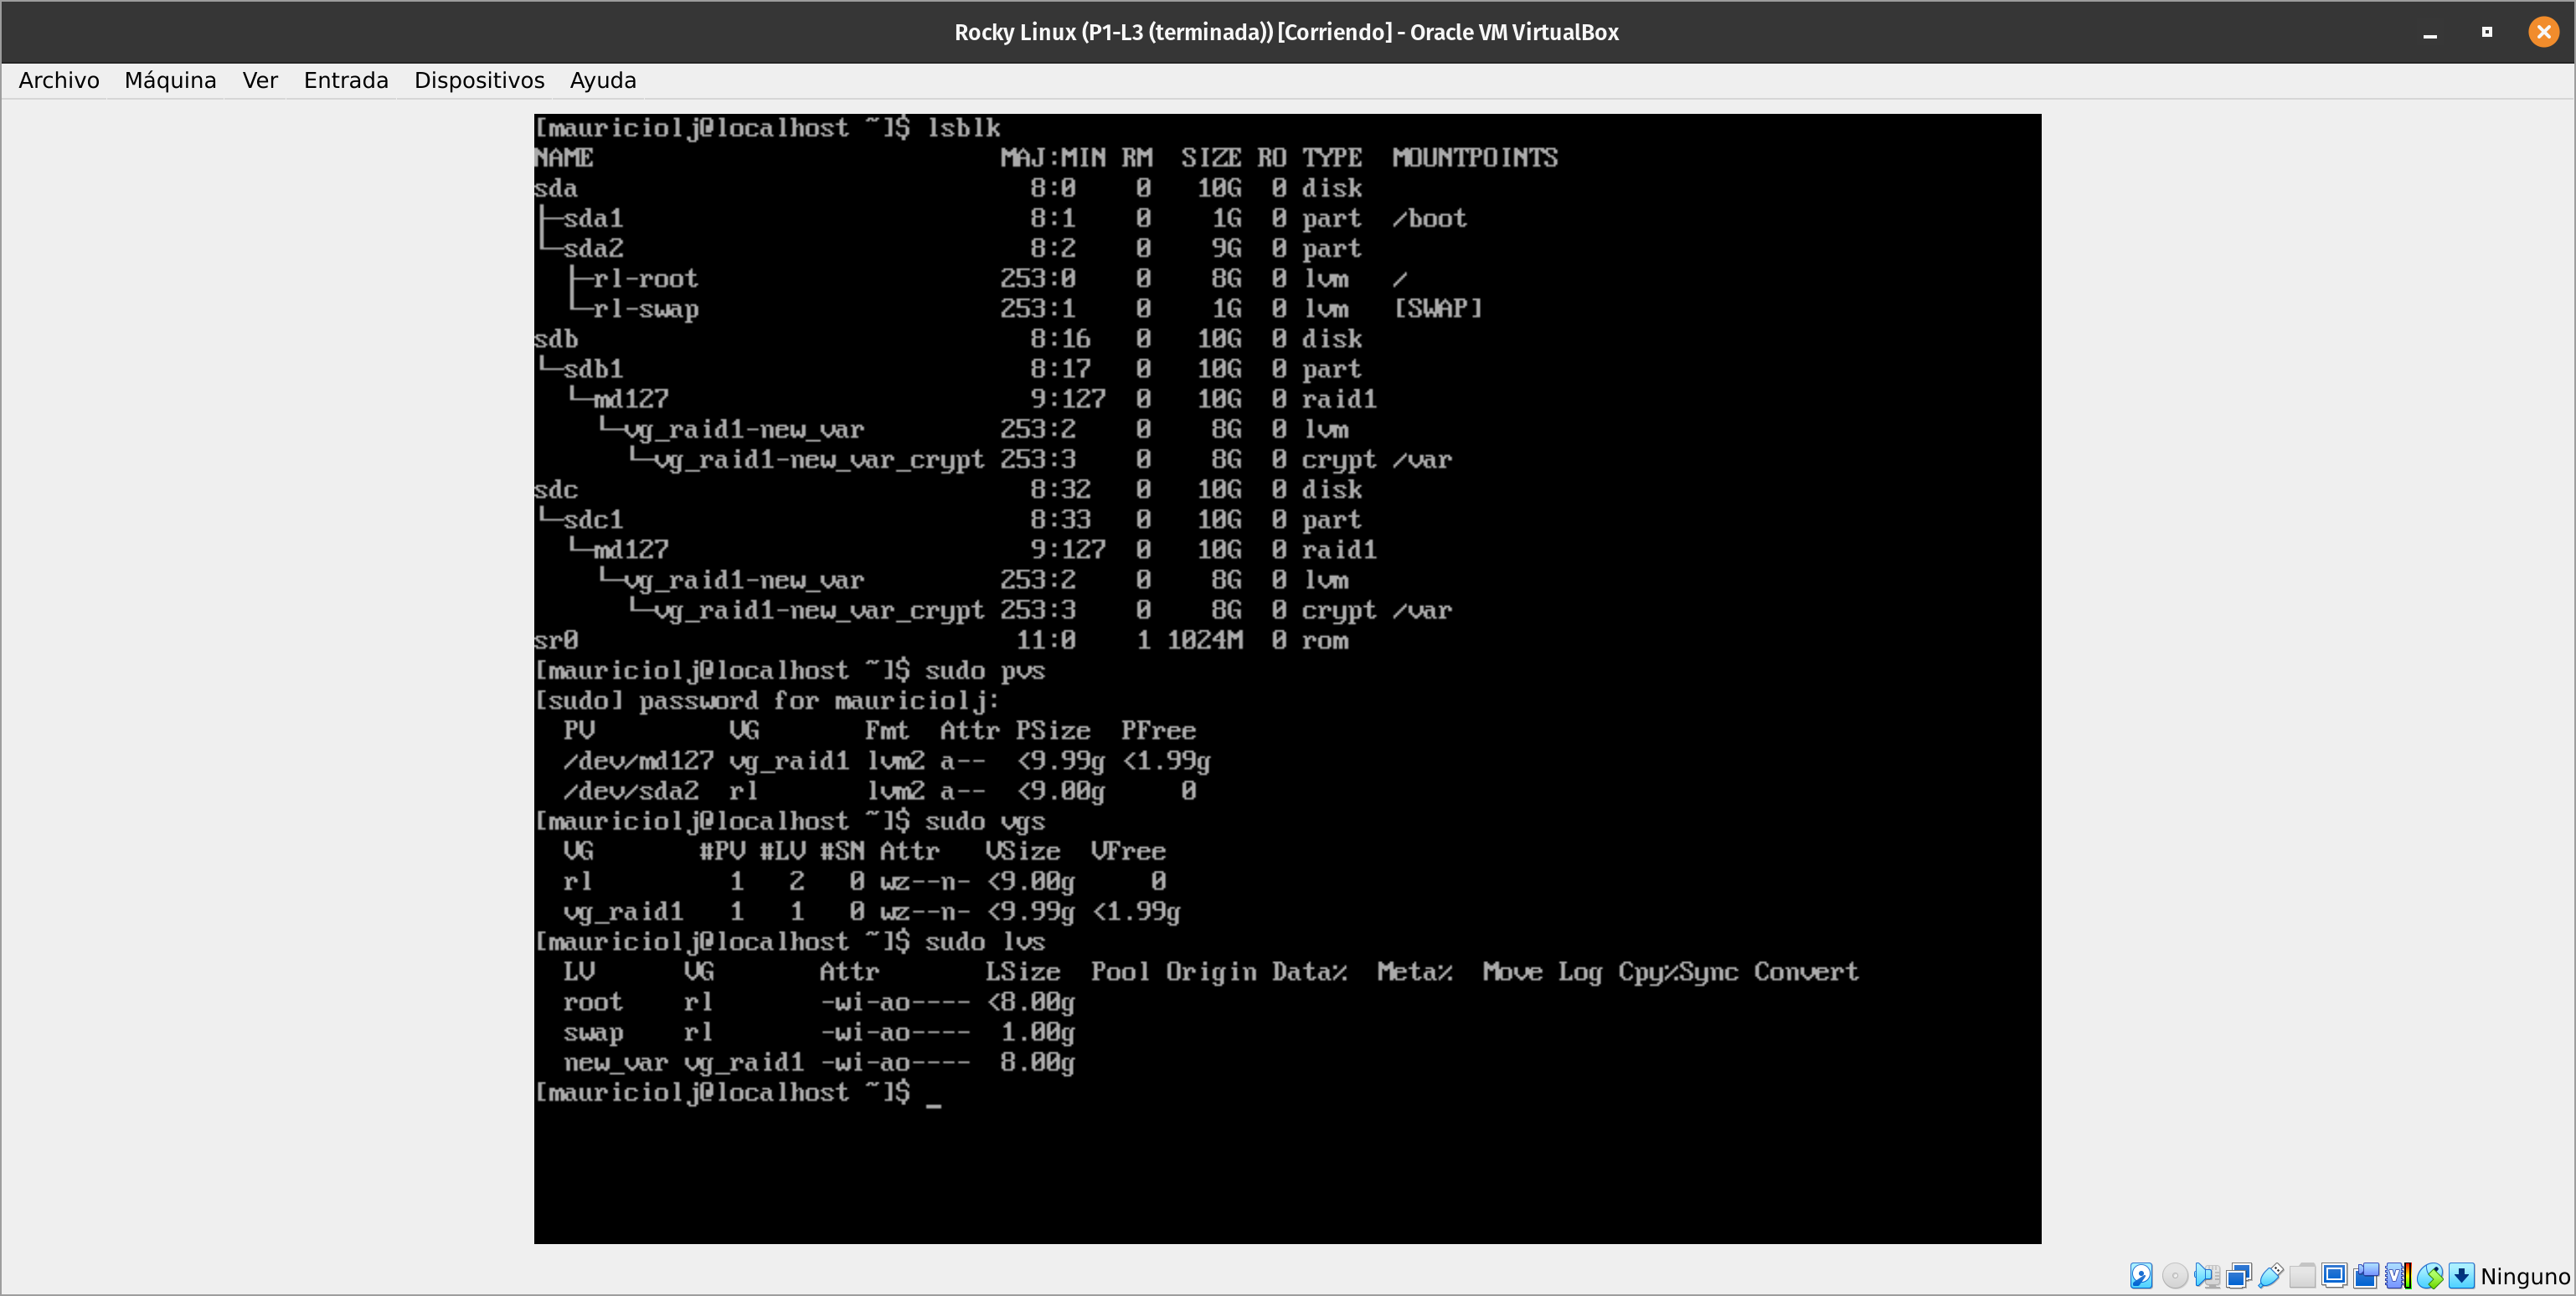 Rocky Linux (P1-L3 (terminada)) [Corriendo] - Oracle VM VirtualBox
Archivo Máquina Ver Entrada Dispositivos Ayuda
[mauriciolj@localhost ~]$ lsblk
NAME MAJ:MIN RM SIZE RO TYPE MOUNTPOINTS
sda 8:0 0 10G 0 disk
├─sda1 8:1 0 1G 0 part /boot
└─sda2 8:2 0 9G 0 part
  ├─rl-root 253:0 0 8G 0 lvm /
  └─rl-swap 253:1 0 1G 0 lvm [SWAP]
sdb 8:16 0 10G 0 disk
└─sdb1 8:17 0 10G 0 part
  └─md127 9:127 0 10G 0 raid1
    └─vg_raid1-new_var 253:2 0 8G 0 lvm
      └─vg_raid1-new_var_crypt 253:3 0 8G 0 crypt /var
sdc 8:32 0 10G 0 disk
└─sdc1 8:33 0 10G 0 part
  └─md127 9:127 0 10G 0 raid1
    └─vg_raid1-new_var 253:2 0 8G 0 lvm
      └─vg_raid1-new_var_crypt 253:3 0 8G 0 crypt /var
sr0 11:0 1 1024M 0 rom
[mauriciolj@localhost ~]$ sudo pvs
[sudo] password for mauriciolj:
  PV VG Fmt Attr PSize PFree
  /dev/md127 vg_raid1 lvm2 a-- <9.99g <1.99g
  /dev/sda2 rl lvm2 a-- <9.00g 0
[mauriciolj@localhost ~]$ sudo vgs
  VG #PV #LV #SN Attr VSize VFree
  rl 1 2 0 wz--n- <9.00g 0
  vg_raid1 1 1 0 wz--n- <9.99g <1.99g
[mauriciolj@localhost ~]$ sudo lvs
  LV VG Attr LSize Pool Origin Data% Meta% Move Log Cpy%Sync Convert
  root rl -wi-ao---- <8.00g
  swap rl -wi-ao---- 1.00g
  new_var vg_raid1 -wi-ao---- 8.00g
[mauriciolj@localhost ~]$ _
Ninguno